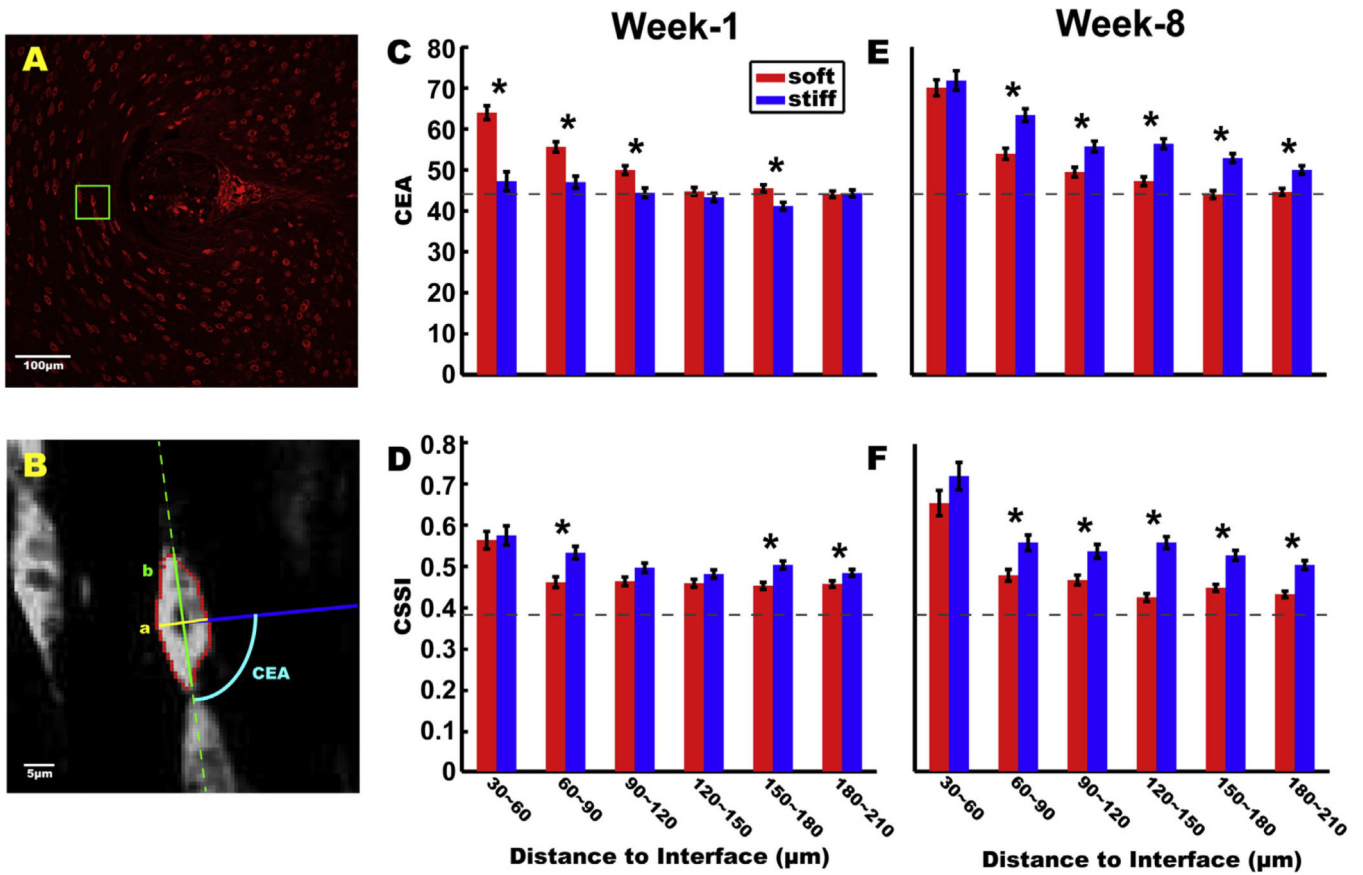 Week-1
Week-8
A
100μm
C
CEA
80
70
60
50
40
30
20
10
0
*
*
*
*
soft
stiff
E
*
*
*
*
*
B
b
a
CEA
5μm
D
CSSI
0.8
0.7
0.6
0.5
0.4
0.3
0.2
0.1
0
*
*
*
30~60
60~90
90~120
120~150
150~180
180~210
Distance to Interface (μm)
F
*
*
*
*
*
30~60
60~90
90~120
120~150
150~180
180~210
Distance to Interface (μm)